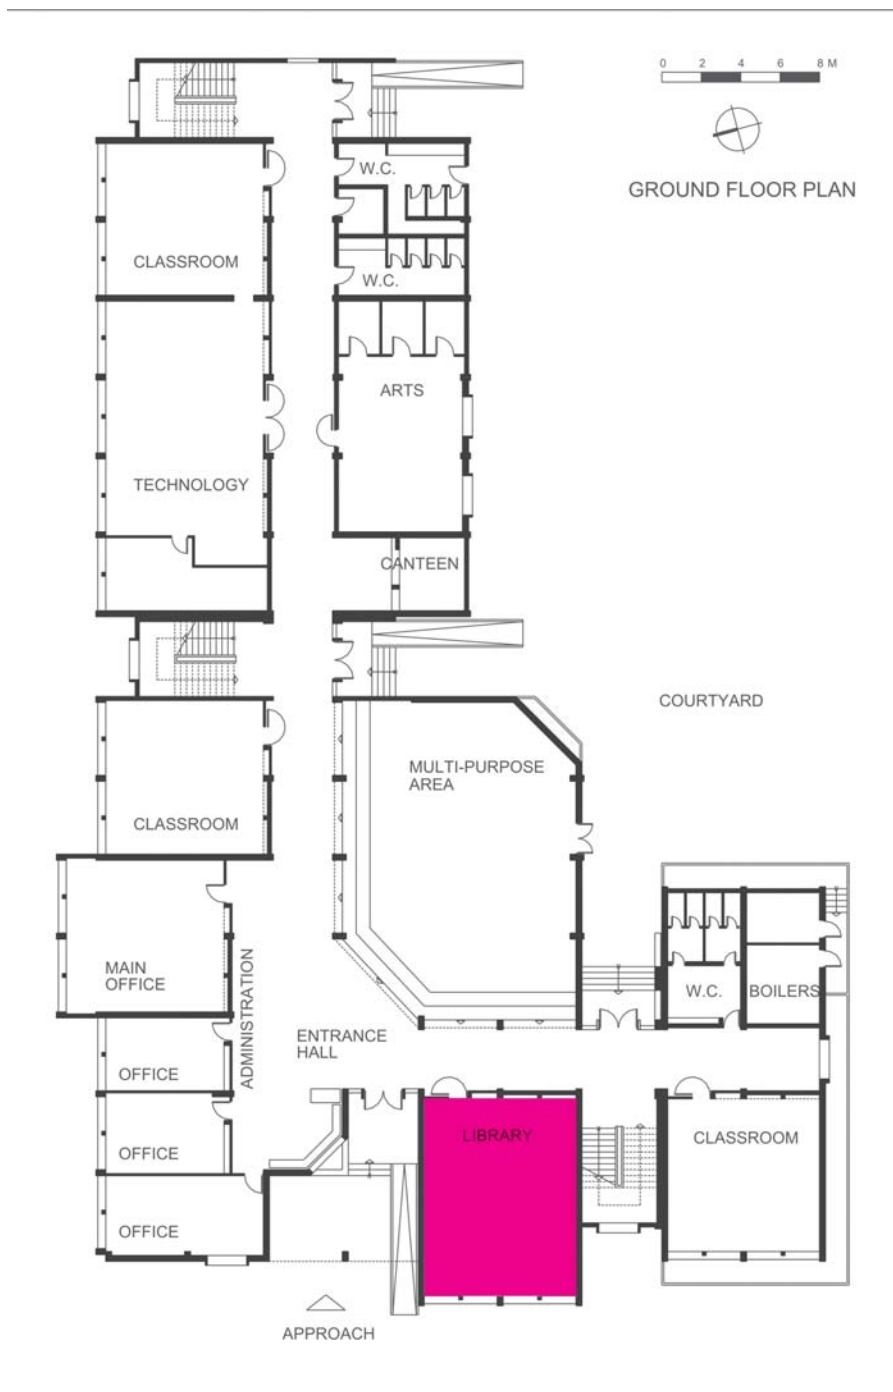 0 2 4 6 8 M
GROUND FLOOR PLAN
W.C.
CLASSROOM
W.C.
ARTS
TECHNOLOGY
CANTEEN
COURTYARD
MULTI-PURPOSE
AREA
CLASSROOM
MAIN
OFFICE
ADMINISTRATION
W.C.
BOILERS
ENTRANCE
HALL
OFFICE
LIBRARY
CLASSROOM
OFFICE
OFFICE
APPROACH